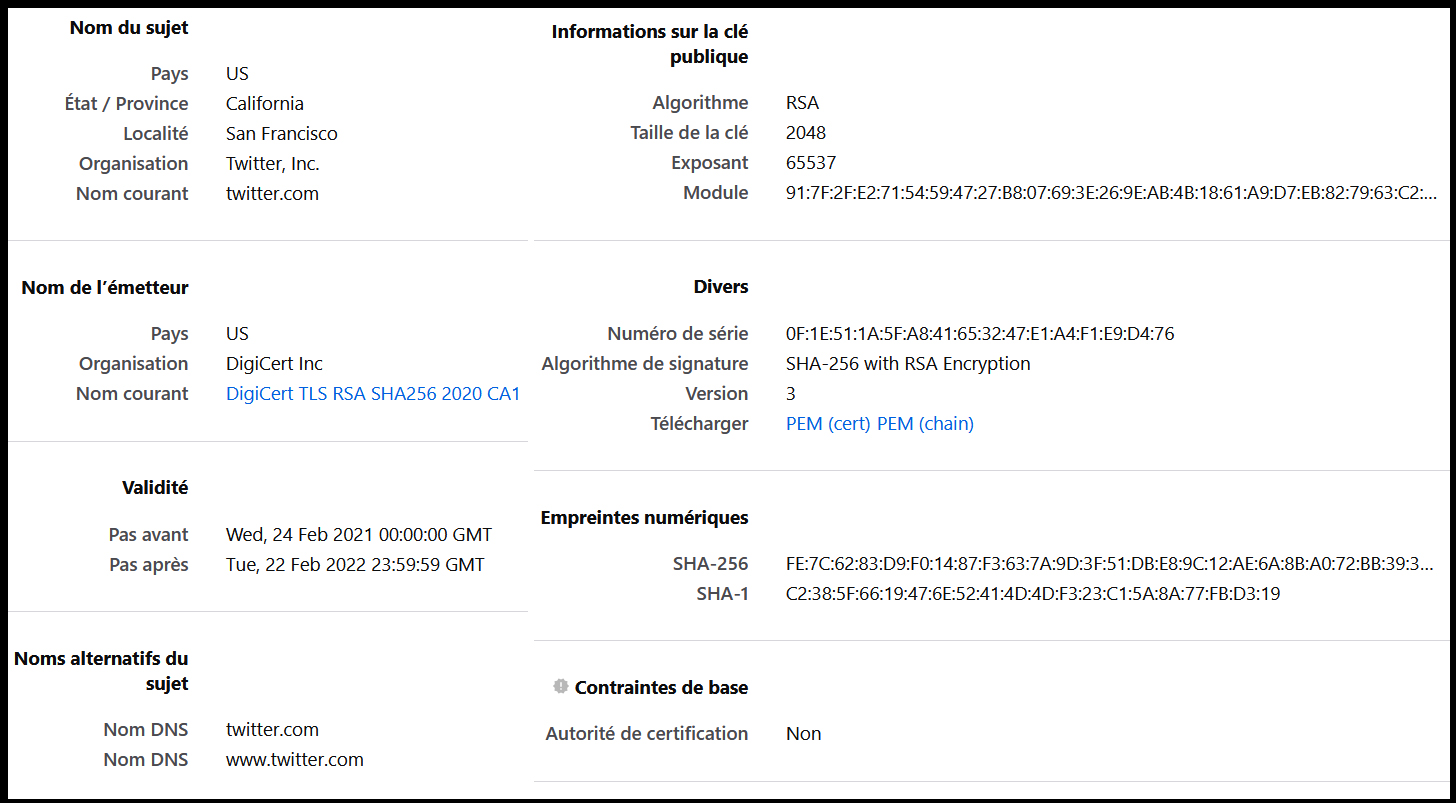 Nom du sujet
Pays US
État / Province California
Localité San Francisco
Organisation Twitter, Inc.
Nom courant twitter.com
Nom de l’émetteur
Pays US
Organisation DigiCert Inc
Nom courant DigiCert TLS RSA SHA256 2020 CA1
Validité
Pas avant Wed, 24 Feb 2021 00:00:00 GMT
Pas après Tue, 22 Feb 2022 23:59:59 GMT
Noms alternatifs du
sujet
Nom DNS twitter.com
Nom DNS www.twitter.com
Informations sur la clé
publique
Algorithme RSA
Taille de la clé 2048
Exposant 65537
Module 91:7F:2F:E2:71:54:59:47:27:B8:07:69:3E:26:9E:AB:4B:18:61:A9:D7:EB:82:79:63:C2:...
Divers
Numéro de série 0F:1E:51:1A:5F:A8:41:65:32:47:E1:A4:F1:E9:D4:76
Algorithme de signature SHA-256 with RSA Encryption
Version 3
Télécharger PEM (cert) PEM (chain)
Empreintes numériques
SHA-256 FE:7C:62:83:D9:F0:14:87:F3:63:7A:9D:3F:51:DB:E8:9C:12:AE:6A:8B:A0:72:BB:39:3...
SHA-1 C2:38:5F:66:19:47:6E:52:41:4D:4D:F3:23:C1:5A:8A:77:FB:D3:19
Contraintes de base
Autorité de certification Non